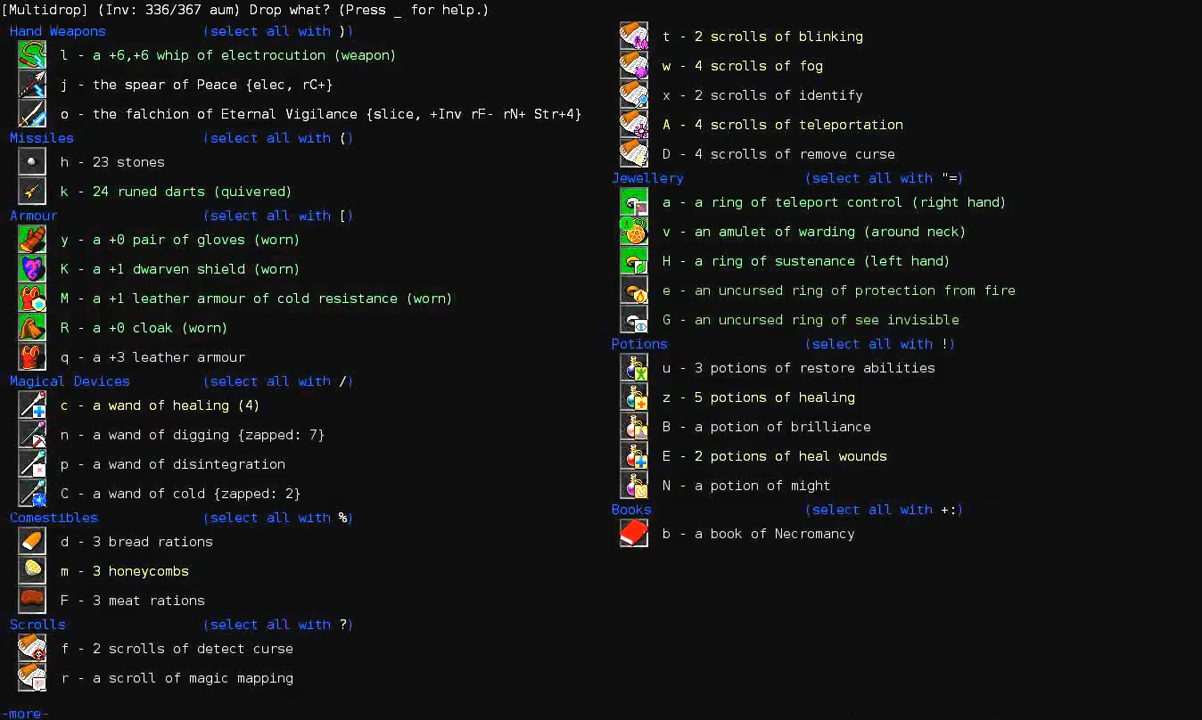 [Multidrop] (Inv: 336/367 aum) Drop what? (Press _ for help.)
Hand Weapons (select all with ))
l - a +6,+6 whip of electrocution (weapon)
j - the spear of Peace {elec, rC+}
o - the falchion of Eternal Vigilance {slice, +Inv rF- rN+ Str+4}
Missiles (select all with ()
h - 23 stones
k - 24 runed darts (quivered)
Armour (select all with [)
y - a +0 pair of gloves (worn)
K - a +1 dwarven shield (worn)
M - a +1 leather armour of cold resistance (worn)
R - a +0 cloak (worn)
q - a +3 leather armour
Magical Devices (select all with /)
c - a wand of healing (4)
n - a wand of digging {zapped: 7}
p - a wand of disintegration
C - a wand of cold {zapped: 2}
Comestibles (select all with %)
d - 3 bread rations
m - 3 honeycombs
F - 3 meat rations
Scrolls (select all with ?)
f - 2 scrolls of detect curse
r - a scroll of magic mapping
t - 2 scrolls of blinking
w - 4 scrolls of fog
x - 2 scrolls of identify
A - 4 scrolls of teleportation
D - 4 scrolls of remove curse
Jewellery (select all with "=)
a - a ring of teleport control (right hand)
v - an amulet of warding (around neck)
H - a ring of sustenance (left hand)
e - an uncursed ring of protection from fire
G - an uncursed ring of see invisible
Potions (select all with !)
u - 3 potions of restore abilities
z - 5 potions of healing
B - a potion of brilliance
E - 2 potions of heal wounds
N - a potion of might
Books (select all with +:)
b - a book of Necromancy
-more-